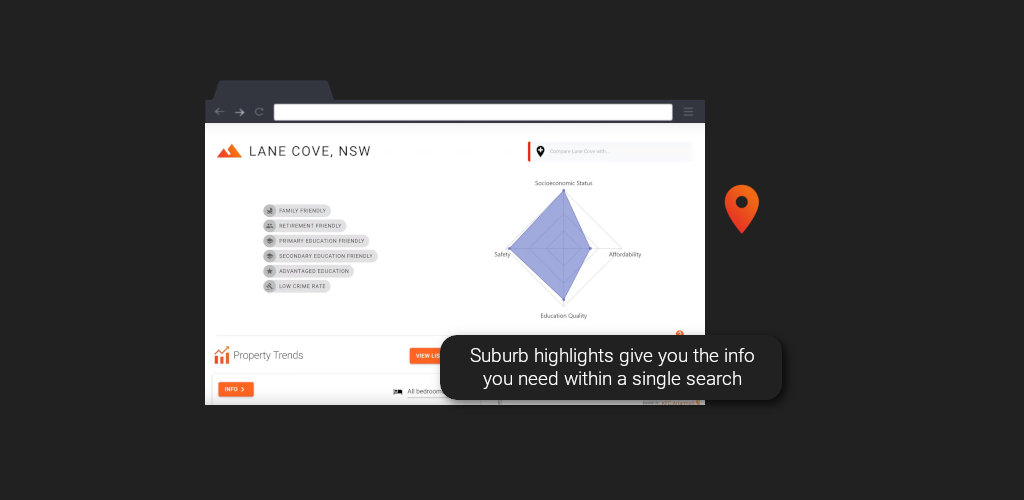 LANE COVE, NSW
Compare Lane Cove with...
FAMILY FRIENDLY
RETIREMENT FRIENDLY
PRIMARY EDUCATION FRIENDLY
SECONDARY EDUCATION FRIENDLY
ADVANTAGED EDUCATION
LOW CRIME RATE
Socioeconomic Status
Safety
Affordability
Education Quality
Property Trends
VIEW LIS
INFO
All bedroom
Suburb highlights give you the info
you need within a single search